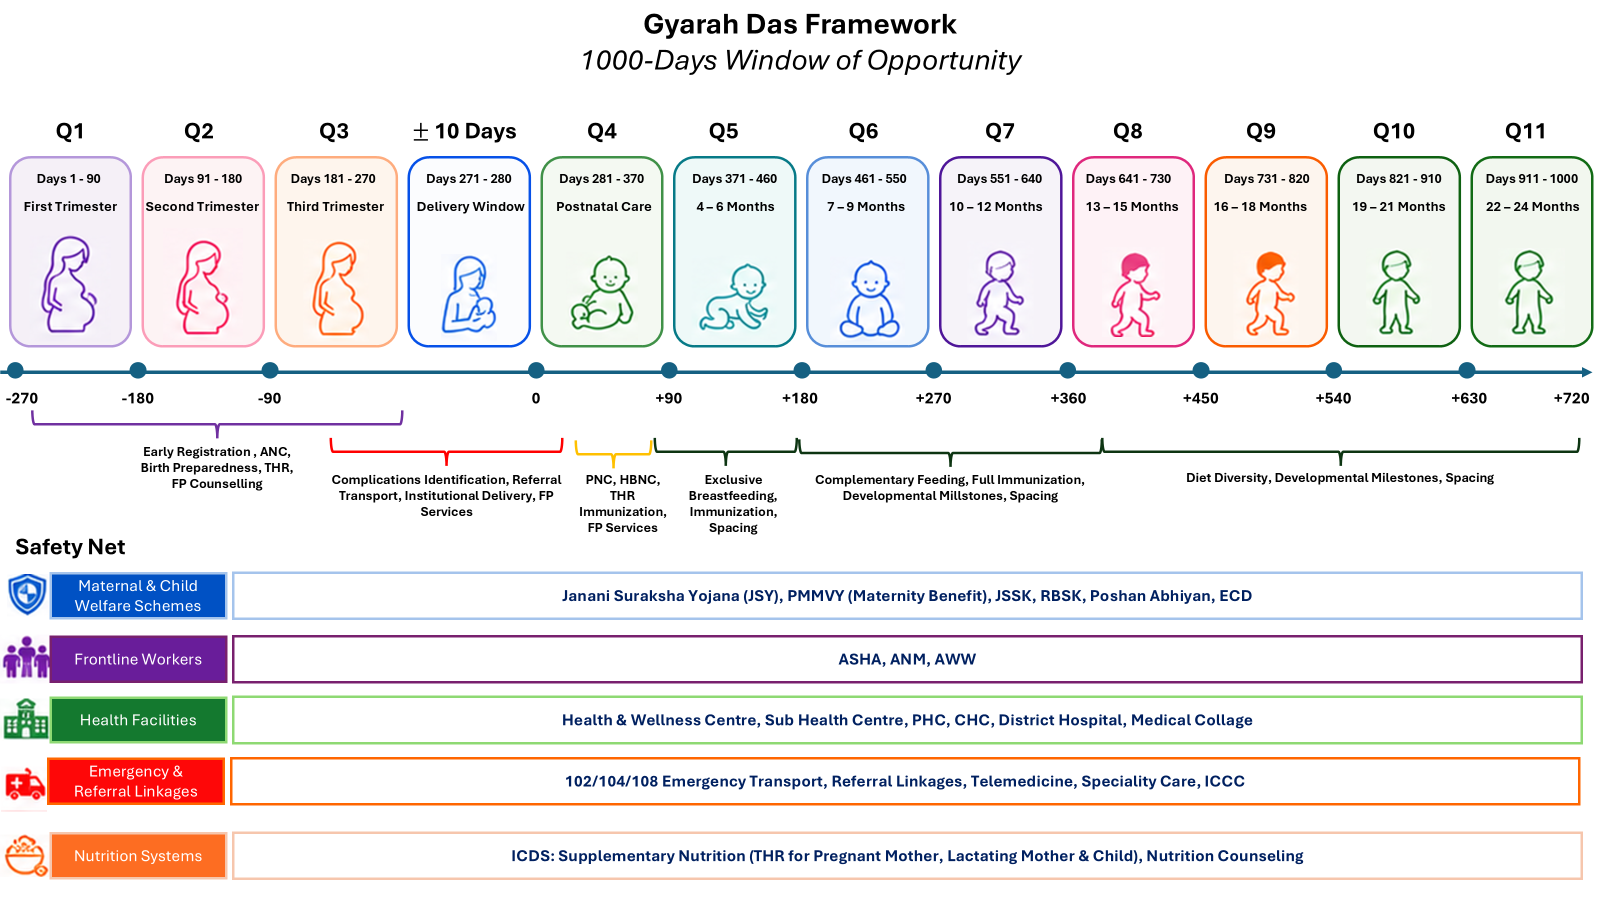 Gyarah Das Framework
1000-Days Window of Opportunity
Q1
Q2
Q3
± 10 Days
Q4
Q5
Q6
Q7
Q8
Q9
Q10
Q11
Days 1 - 90
First Trimester
Days 91 - 180
Second Trimester
Days 181 - 270
Third Trimester
Days 271 - 280
Delivery Window
Days 281 - 370
Postnatal Care
Days 371 - 460
4 – 6 Months
Days 461 - 550
7 – 9 Months
Days 551 - 640
10 – 12 Months
Days 641 - 730
13 – 15 Months
Days 731 - 820
16 – 18 Months
Days 821 - 910
19 – 21 Months
Days 911 - 1000
22 – 24 Months
-270
-180
-90
0
+90
+180
+270
+360
+450
+540
+630
+720
Early Registration , ANC,
Birth Preparedness, THR,
FP Counselling
Complications Identification, Referral
Transport, Institutional Delivery, FP
Services
PNC, HBNC,
THR
Immunization,
FP Services
Exclusive
Breastfeeding,
Immunization,
Spacing
Complementary Feeding, Full Immunization,
Developmental Millstones, Spacing
Diet Diversity, Developmental Milestones, Spacing
Safety Net
Maternal & Child
Welfare Schemes
Janani Suraksha Yojana (JSY), PMMVY (Maternity Benefit), JSSK, RBSK, Poshan Abhiyan, ECD
Frontline Workers
ASHA, ANM, AWW
Health Facilities
Health & Wellness Centre, Sub Health Centre, PHC, CHC, District Hospital, Medical Collage
Emergency &
Referral Linkages
102/104/108 Emergency Transport, Referral Linkages, Telemedicine, Speciality Care, ICCC
Nutrition Systems
ICDS: Supplementary Nutrition (THR for Pregnant Mother, Lactating Mother & Child), Nutrition Counseling